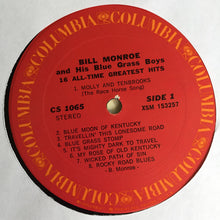 COLUMBIA COLUMBIA
BILL MONROE
and His Blue Grass Boys
16 ALL-TIME GREATEST HITS
1. MOLLY AND TENBROOKS
(The Race Horse Song)
CS 1065
STEREO
SIDE 1
XSM 153257
2. BLUE MOON OF KENTUCKY
3. TRAVELLIN' THIS LONESOME ROAD
4. BLUE GRASS STOMP
5. IT'S MIGHTY DARK TO TRAVEL
6. MY ROSE OF OLD KENTUCKY
7. WICKED PATH OF SIN
8. ROCKY ROAD BLUES
- B. Monroe -